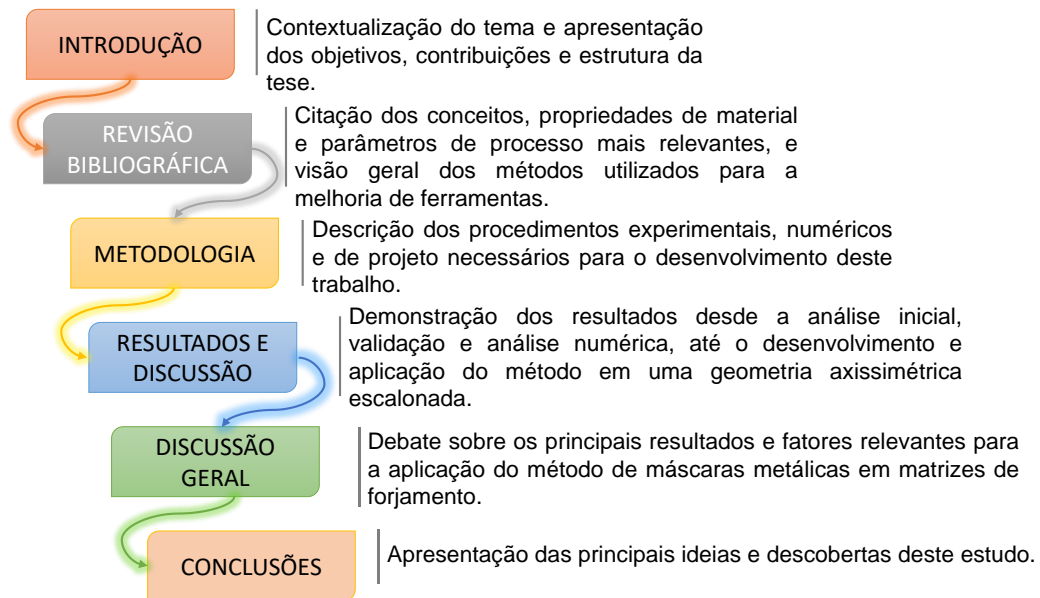 INTRODUÇÃO
Contextualização do tema e apresentação
dos objetivos, contribuições e estrutura da
tese.
REVISÃO
BIBLIOGRÁFICA
Citação dos conceitos, propriedades de material
e parâmetros de processo mais relevantes, e
visão geral dos métodos utilizados para a
melhoria de ferramentas.
METODOLOGIA
Descrição dos procedimentos experimentais, numéricos
e de projeto necessários para o desenvolvimento deste
trabalho.
RESULTADOS E
DISCUSSÃO
Demonstração dos resultados desde a análise inicial,
validação e análise numérica, até o desenvolvimento e
aplicação do método em uma geometria axissimétrica
escalonada.
DISCUSSÃO
GERAL
Debate sobre os principais resultados e fatores relevantes para
a aplicação do método de máscaras metálicas em matrizes de
forjamento.
CONCLUSÕES
Apresentação das principais ideias e descobertas deste estudo.